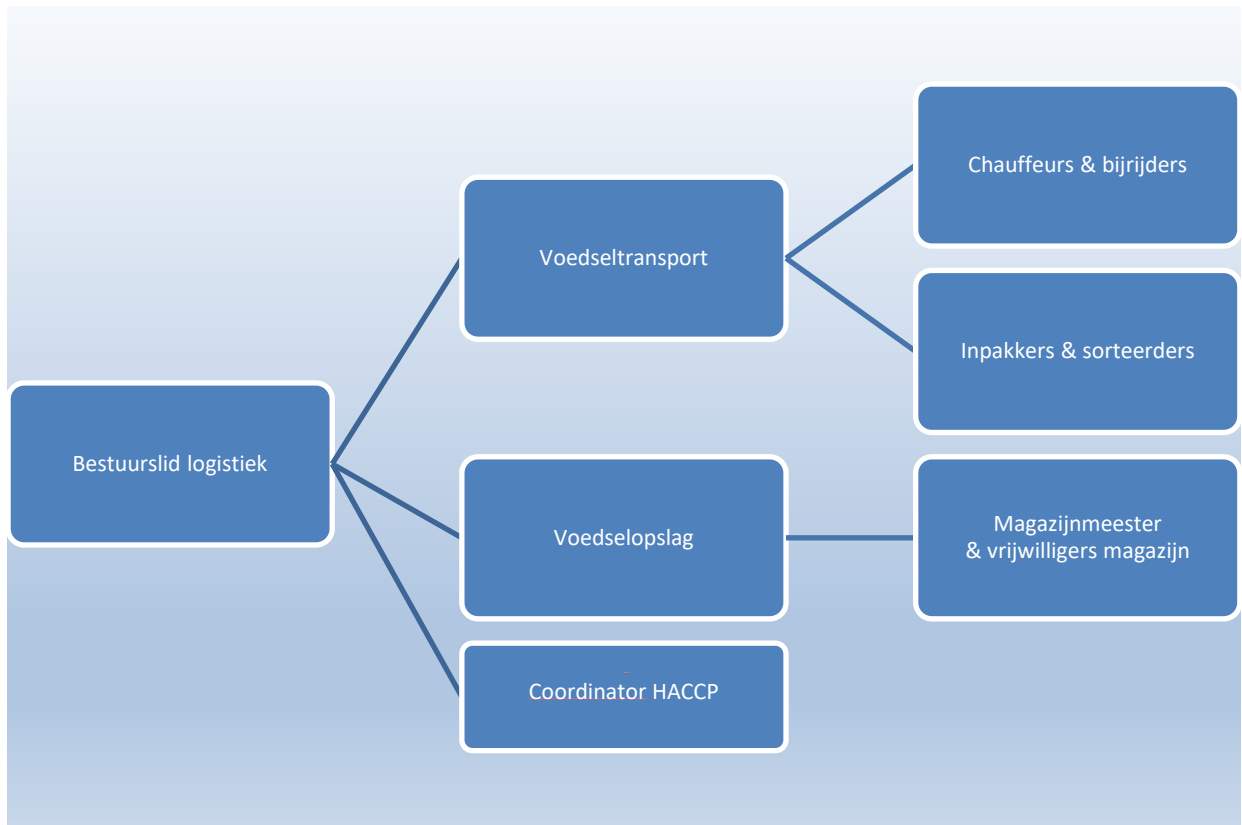 Chauffeurs & bijrijders
Voedseltransport
Inpakkers & sorteerders
Bestuurslid logistiek
Voedselopslag
Magazijnmeester
& vrijwilligers magazijn
Coordinator HACCP